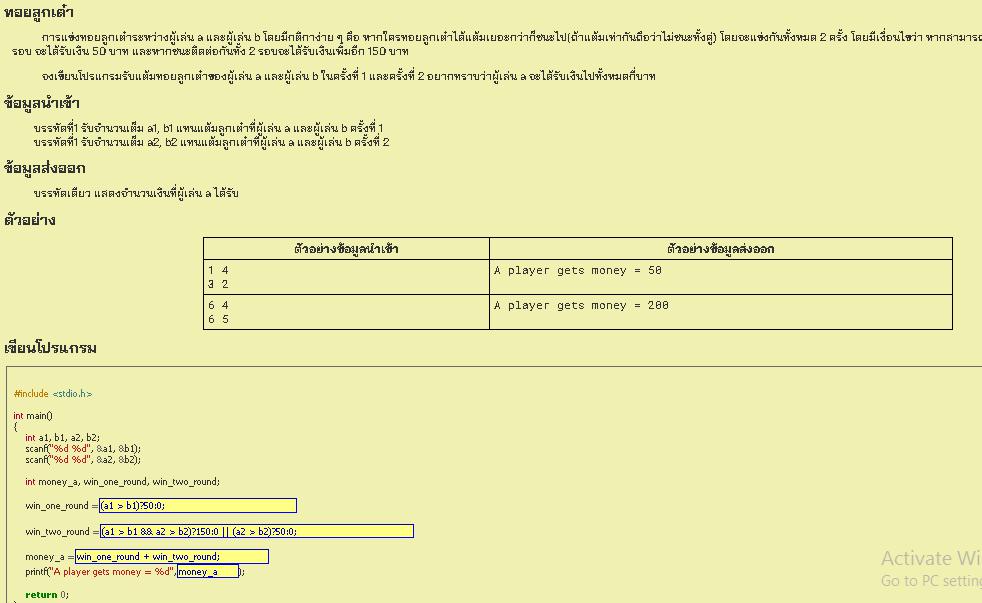 ทอยลูกเต๋า
การแข่งทอยลูกเต๋าระหว่างผู้เล่น a และผู้เล่น b โดยมีกติกาง่าย ๆ คือ หากใครทอยลูกเต๋าได้แต้มเยอะกว่าก็ชนะไป(ถ้าแต้มเท่ากันถือว่าไม่ชนะทั้งคู่) โดยจะแข่งกันทั้งหมด 2 ครั้ง โดยมีเงื่อนไขว่า
รอบ จะได้รับเงิน 50 บาท และหากชนะติดต่อกันทั้ง 2 รอบจะได้รับเงินเพิ่มอีก 150 บาท
จงเขียนโปรแกรมรับแต้มทอยลูกเต๋าของผู้เล่น a และผู้เล่น b ในครั้งที่ 1 และครั้งที่ 2 อยากทราบว่าผู้เล่น a จะได้รับเงินไปทั้งหมดกี่บาท
ข้อมูลนำเข้า
บรรทัดที่1 รับจำนวนเต็ม a1, b1 แทนแต้มลูกเต๋าที่ผู้เล่น a และผู้เล่น b ครั้งที่ 1
บรรทัดที่1 รับจำนวนเต็ม a2, b2 แทนแต้มลูกเต๋าที่ผู้เล่น a และผู้เล่น b ครั้งที่ 2
ข้อมูลส่งออก
บรรทัดเดียว แสดงจำนวนเงินที่ผู้เล่น a ได้รับ
ตัวอย่าง
ตัวอย่างข้อมูลนำเข้า ตัวอย่างข้อมูลส่งออก
1 4 A player gets money = 50
3 2
6 4 A player gets money = 200
6 5
เขียนโปรแกรม
#include <stdio.h>
int main()
{
int a1, b1, a2, b2;
scanf("%d %d", &a1, &b1);
scanf("%d %d", &a2, &b2);
int money_a, win_one_round, win_two_round;
win_one_round = (a1 > b1)?50:0;
win_two_round = (a1 > b1 && a2 > b2)?150:0 || (a2 > b2)?50:0;
money_a = win_one_round + win_two_round;
printf("A player gets money = %d", money_a );
return 0;
Activate Wi
Go to PC setting